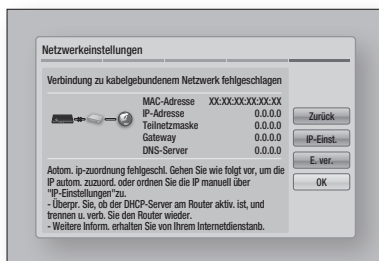 Netzwerkeinstellungen
Verbindung zu kabelgebundenem Netzwerk fehlgeschlagen
MAC-Adresse XX:XX:XX:XX:XX:XX
IP-Adresse 0.0.0.0
Teilnetzmaske 0.0.0.0
Gateway 0.0.0.0
DNS-Server 0.0.0.0
Aotom. ip-zuordnung fehlgeschl. Gehen Sie wie folgt vor, um die
IP autom. zuzuord. oder ordnen Sie die IP manuell über
"IP-Einstellungen"zu.
- Überpr. Sie, ob der DHCP-Server am Router aktiv. ist, und
trennen u. verb. Sie den Router wieder.
- Weitere Inform. erhalten Sie von Ihrem Internetdienstanb.
Zurück
IP-Einst.
E. ver.
OK